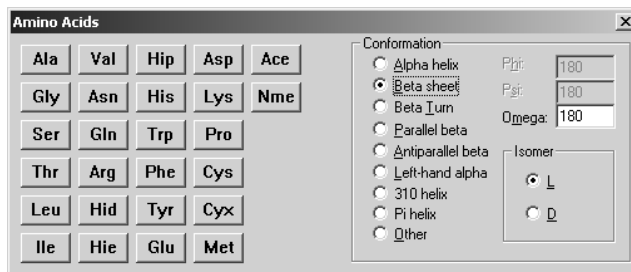 Amino Acids
Ala Val Hip Asp Ace
Gly Asn His Lys Nme
Ser Gln Trp Pro
Thr Arg Phe Cys
Leu Hid Tyr Cyx
Ile Hie Glu Met
Conformation
Alpha helix
Beta sheet
Beta Turn
Parallel beta
Antiparallel beta
Left-hand alpha
310 helix
Pi helix
Other
Phi: 180
Psi: 180
Omega: 180
Isomer
L
D